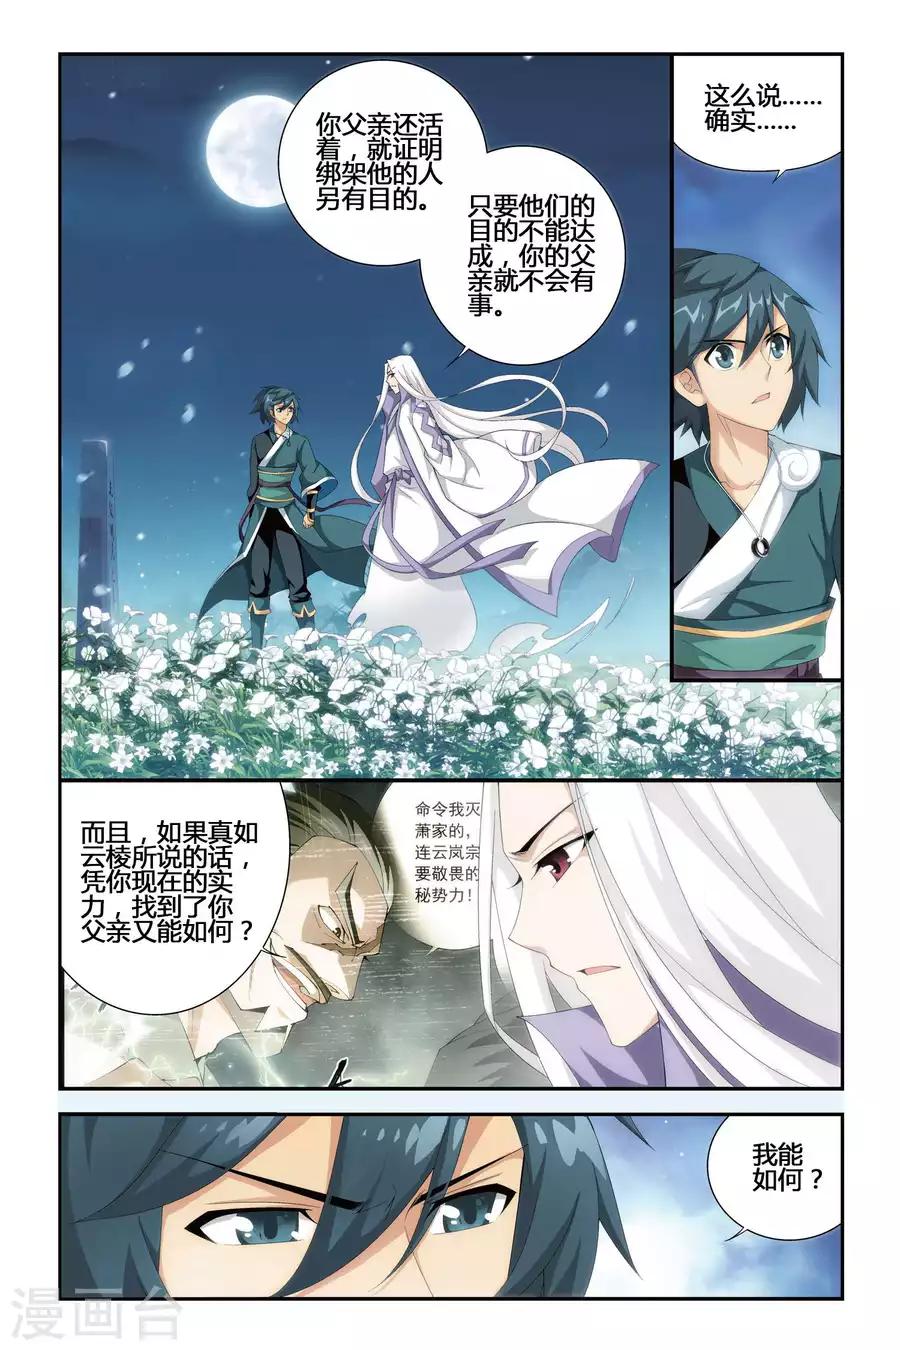 你父亲还活
着，就证明
绑架他的人
另有目的。
只要他们的
目的不能达
成，你的父
亲就不会有
事。
这么说……
确实……
而且，如果真如
云棱所说的话，
凭你现在的实
力，找到了你
父亲又能如何？
命令我灭
萧家的，
连云岚宗
要敬畏的
秘势力！
我能
如何？
漫画台